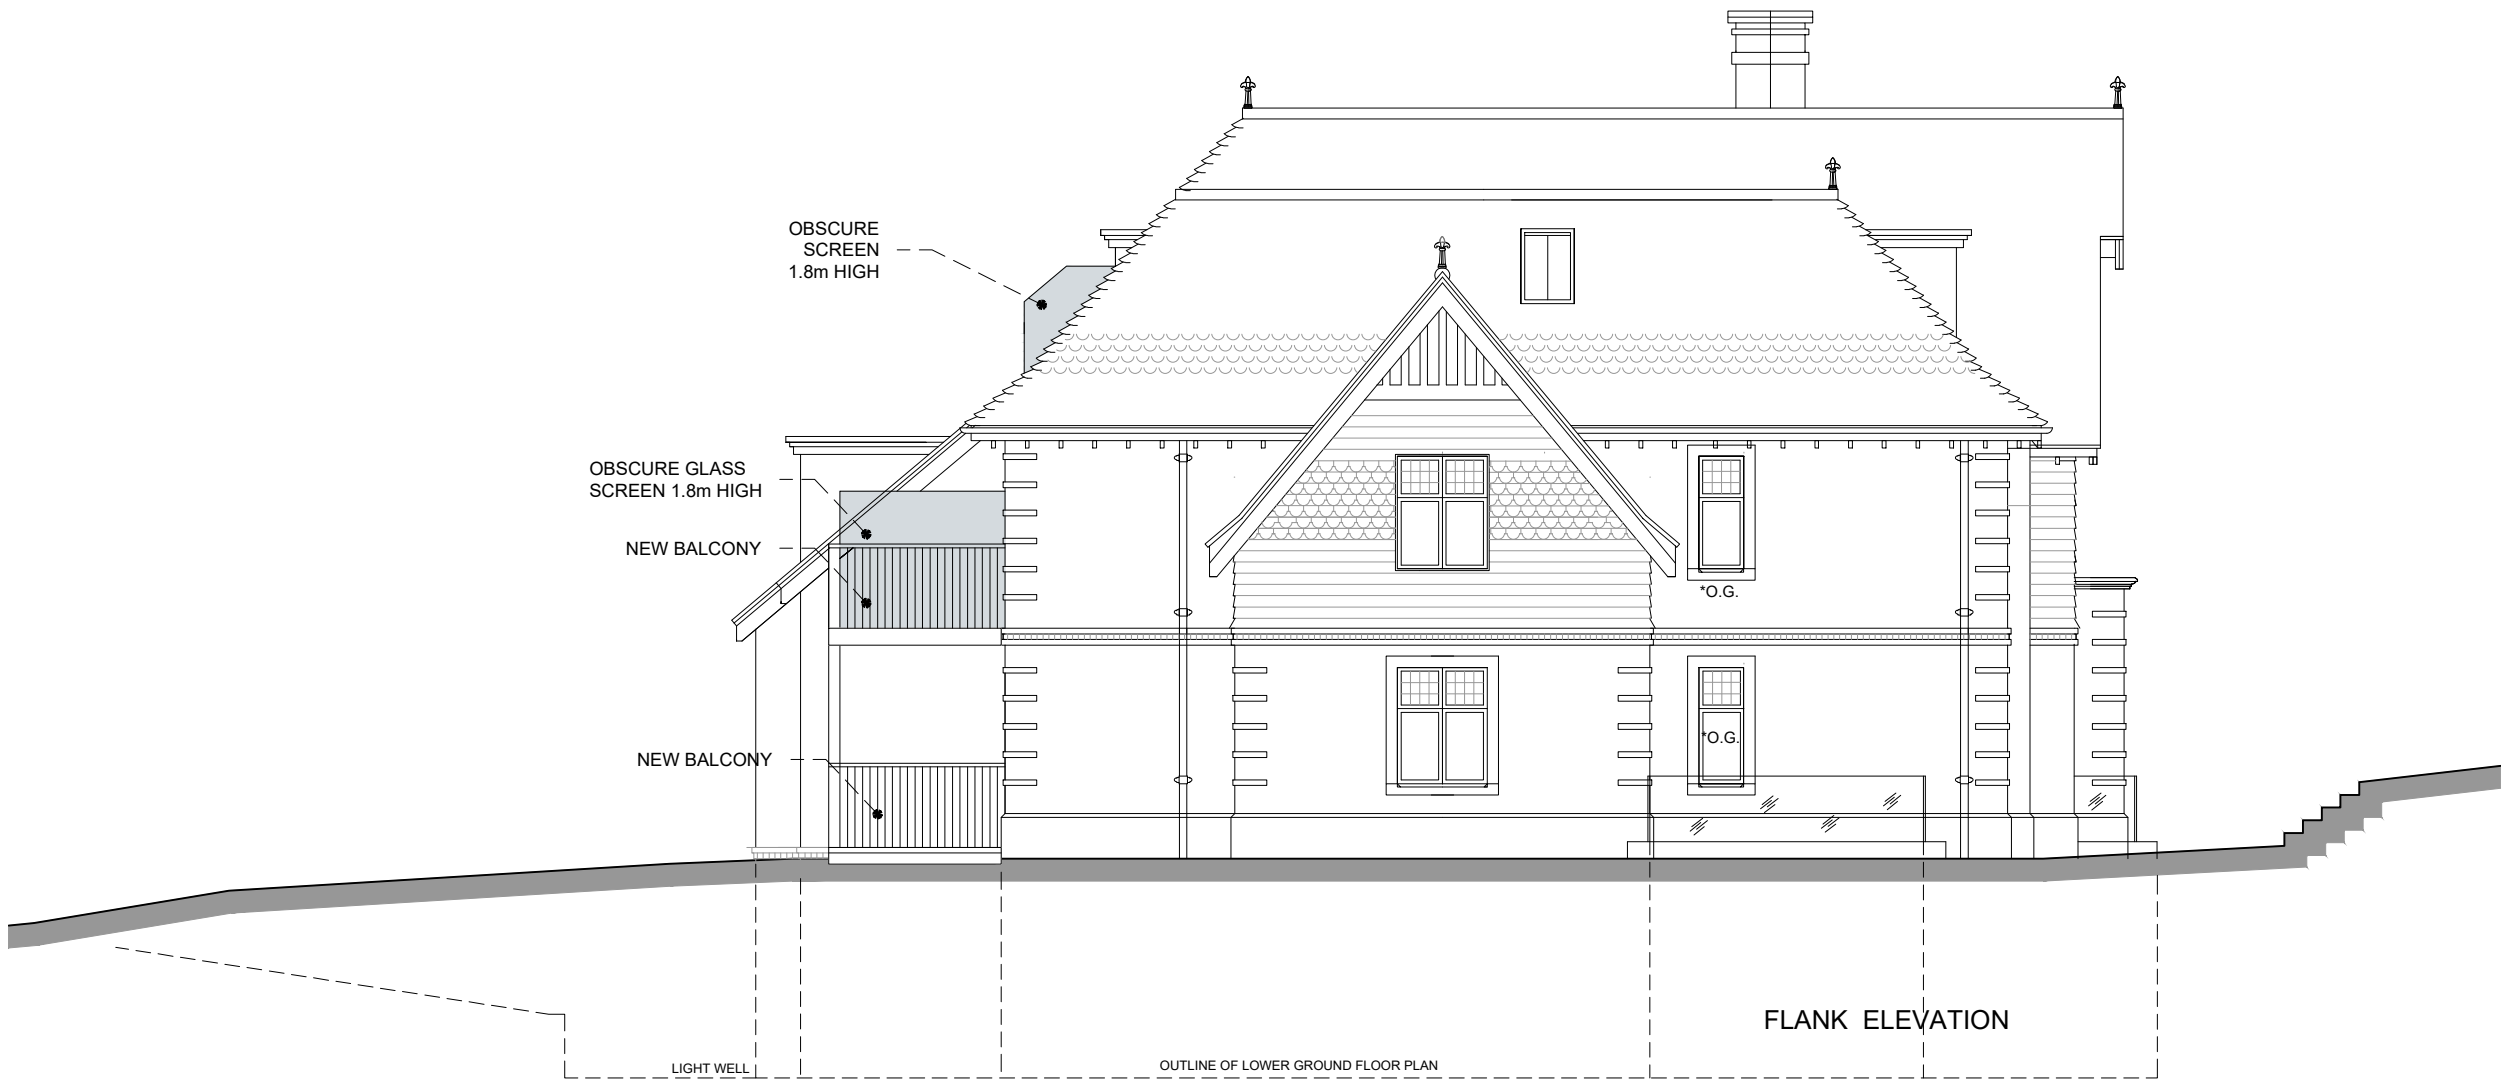 OBSCURE
SCREEN
1.8m HIGH
OBSCURE GLASS
SCREEN 1.8m HIGH
NEW BALCONY
*O.G.
*O.G.
NEW BALCONY
FLANK ELEVATION
LIGHT WELL
OUTLINE OF LOWER GROUND FLOOR PLAN